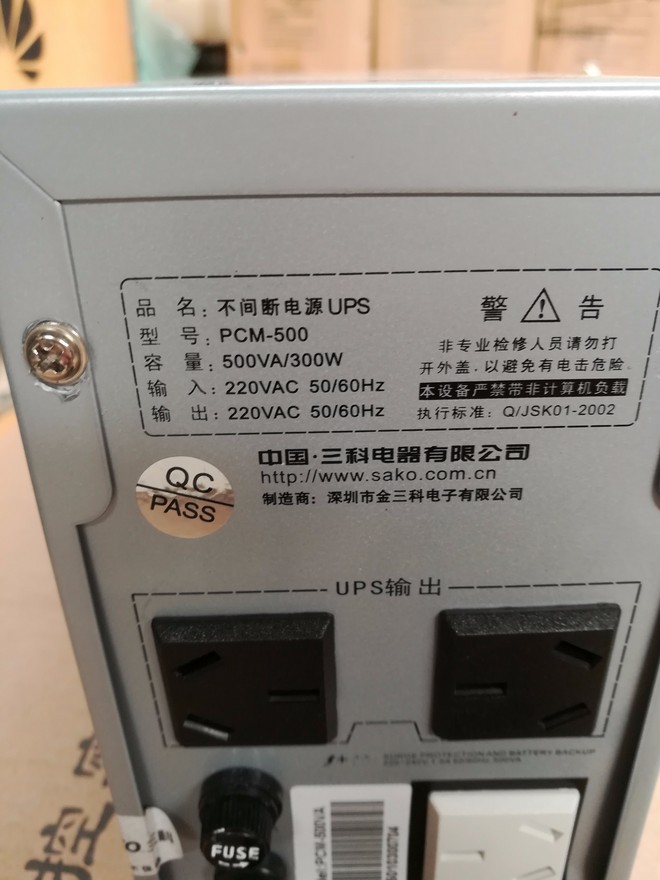 品 名: 不间断电源UPS
型 号: PCM-500
容 量: 500VA/300W
输 入: 220VAC 50/60Hz
输 出: 220VAC 50/60Hz
警 告
非专业检修人员请勿打
开外盖.以避免有电击危险.
本设备严禁带非计算机负载
执行标准: Q/JSK01-2002
中国·三科电器有限公司
http://www.sako.com.cn
制造商: 深圳市金三科电子有限公司
QC
PASS
UPS输出
SURGE PROTECTION AND BATTERY BACKUP
FUSE
PCM-500VA